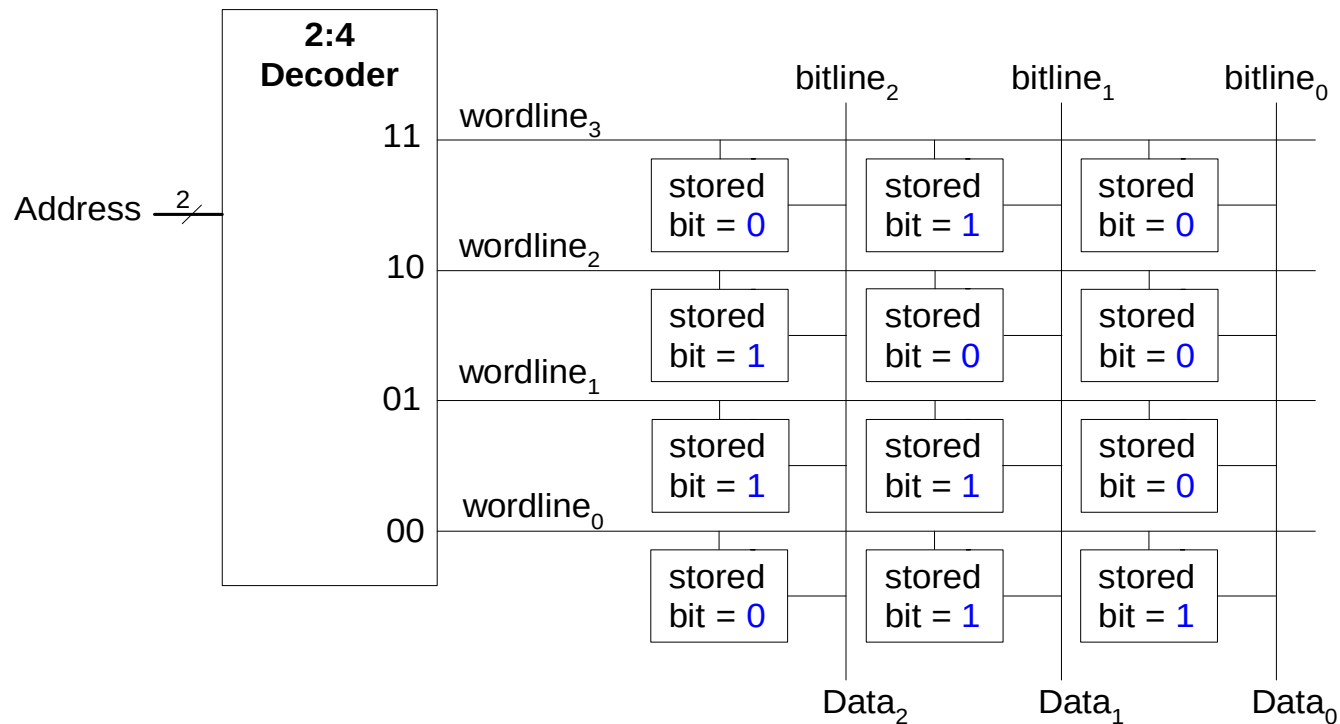 2:4
Decoder
bitline₂ bitline₁ bitline₀
wordline₃
11
stored stored stored
bit = 0 bit = 1 bit = 0
Address 2
wordline₂
10
stored stored stored
bit = 1 bit = 0 bit = 0
wordline₁
01
stored stored stored
bit = 1 bit = 1 bit = 0
wordline₀
00
stored stored stored
bit = 0 bit = 1 bit = 1
Data₂ Data₁ Data₀